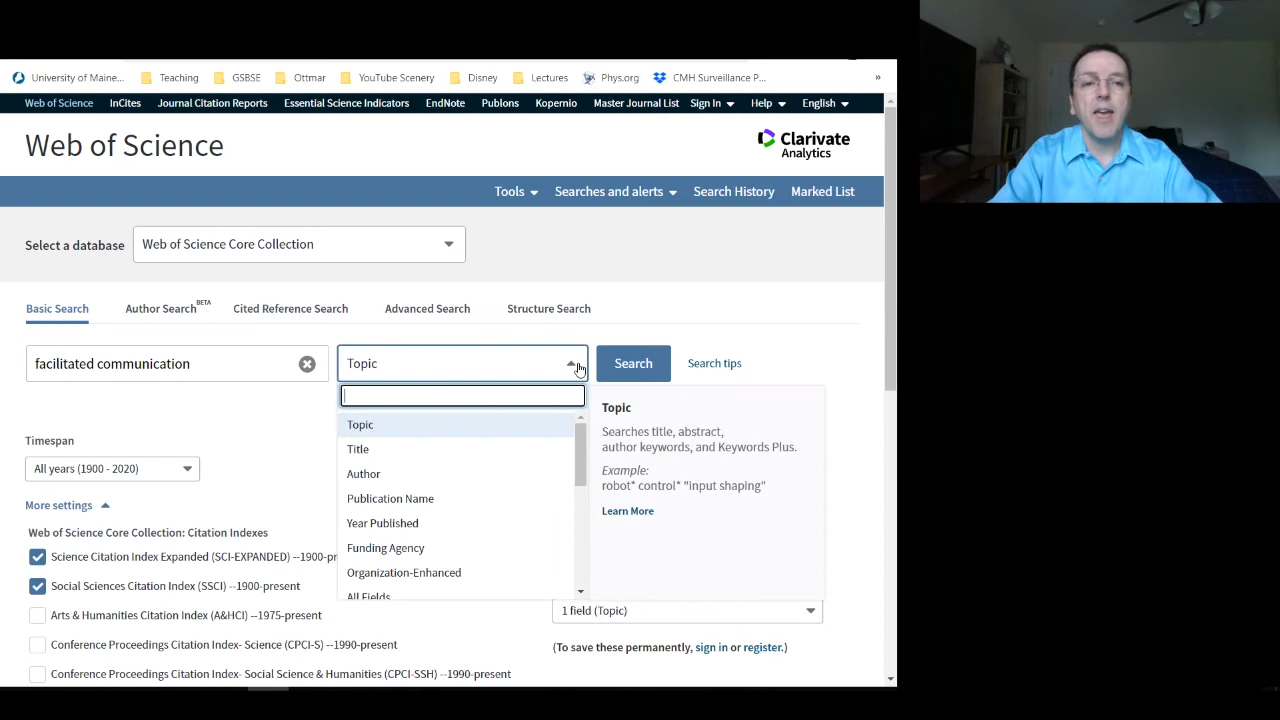 University of Maine... Teaching GSBSE Ottmar YouTube Scenery Disney Lectures Phys.org CMH Surveillance P... »
Web of Science InCites Journal Citation Reports Essential Science Indicators EndNote Publons Kopernio Master Journal List Sign In Help English
Web of Science
Clarivate
Analytics
Tools Searches and alerts Search History Marked List
Select a database Web of Science Core Collection
Basic Search Author Search BETA Cited Reference Search Advanced Search Structure Search
facilitated communication Topic Search Search tips
Topic
Title
Author
Publication Name
Year Published
Funding Agency
Organization-Enhanced
All Fields
Topic
Searches title, abstract,
author keywords, and Keywords Plus.
Example:
robot* control* "input shaping"
Learn More
Timespan
All years (1900 - 2020)
More settings
Web of Science Core Collection: Citation Indexes
Science Citation Index Expanded (SCI-EXPANDED) --1900-pr
Social Sciences Citation Index (SSCI) --1900-present
Arts & Humanities Citation Index (A&HCI) --1975-present
Conference Proceedings Citation Index- Science (CPCI-S) --1990-present
Conference Proceedings Citation Index- Social Science & Humanities (CPCI-SSH) --1990-present
1 field (Topic)
(To save these permanently, sign in or register.)